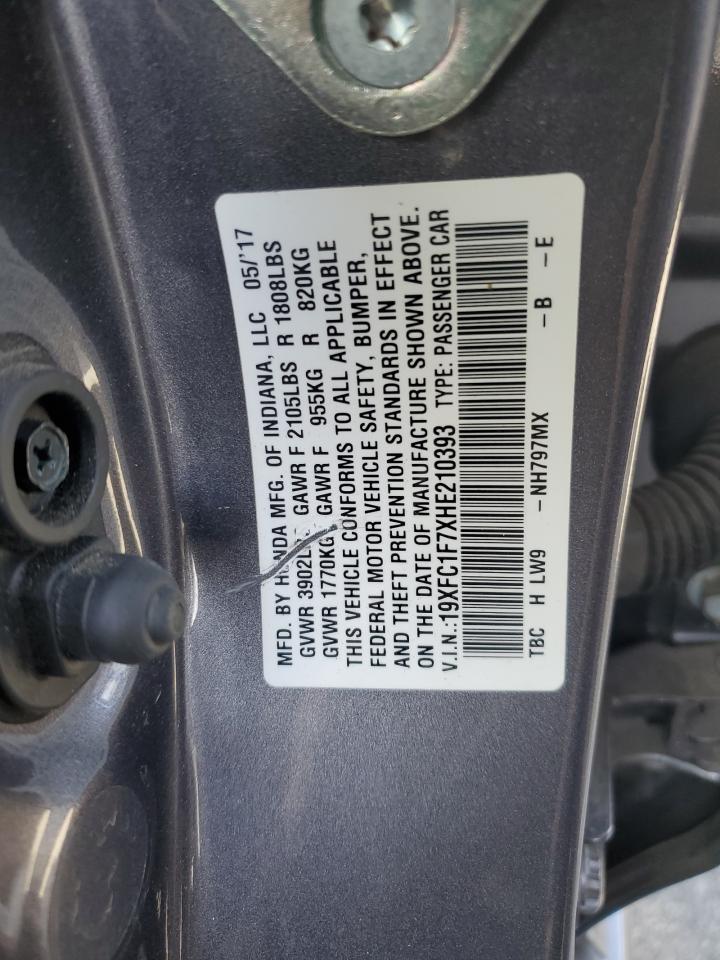 MFD. BY HONDA MFG. OF INDIANA, LLC 05/'17
GVWR 3902LBS GAWR F 2105LBS R 1808LBS
GVWR 1770KG GAWR F 955KG R 820KG
THIS VEHICLE CONFORMS TO ALL APPLICABLE
FEDERAL MOTOR VEHICLE SAFETY, BUMPER,
AND THEFT PREVENTION STANDARDS IN EFFECT
ON THE DATE OF MANUFACTURE SHOWN ABOVE.
V.I.N.:19XFC1F7XHE210393 TYPE: PASSENGER CAR
TBC H LW9 -NH797MX -B -E